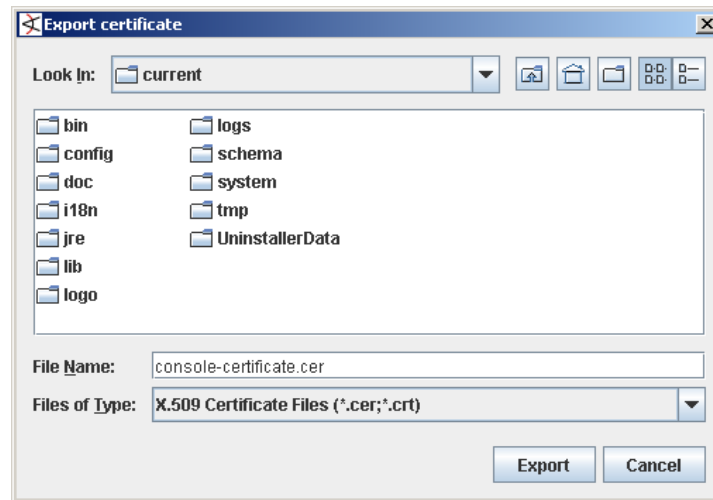 Export certificate
Look In: current
bin logs
config schema
doc system
i18n tmp
jre UninstallerData
lib
logo
File Name: console-certificate.cer
Files of Type: X.509 Certificate Files (*.cer;*.crt)
Export Cancel